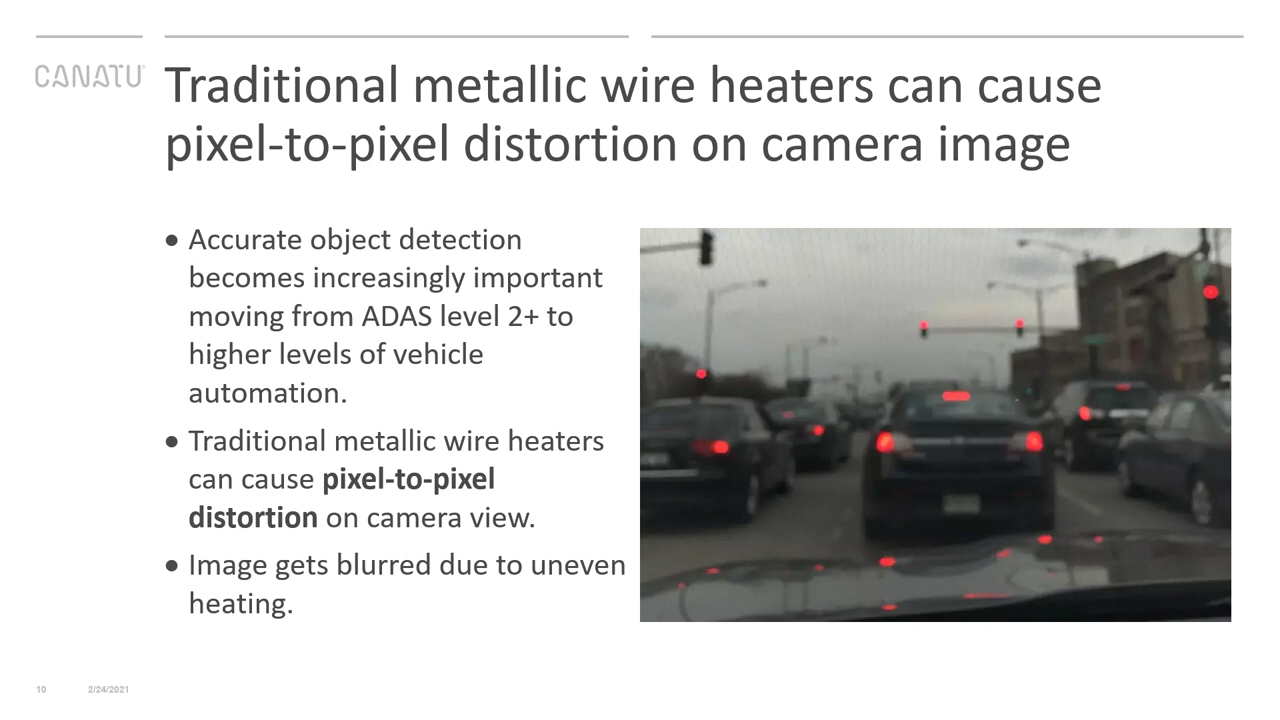 CANATU
Traditional metallic wire heaters can cause
pixel-to-pixel distortion on camera image
• Accurate object detection
becomes increasingly important
moving from ADAS level 2+ to
higher levels of vehicle
automation.
• Traditional metallic wire heaters
can cause pixel-to-pixel
distortion on camera view.
• Image gets blurred due to uneven
heating.
10 2/24/2021